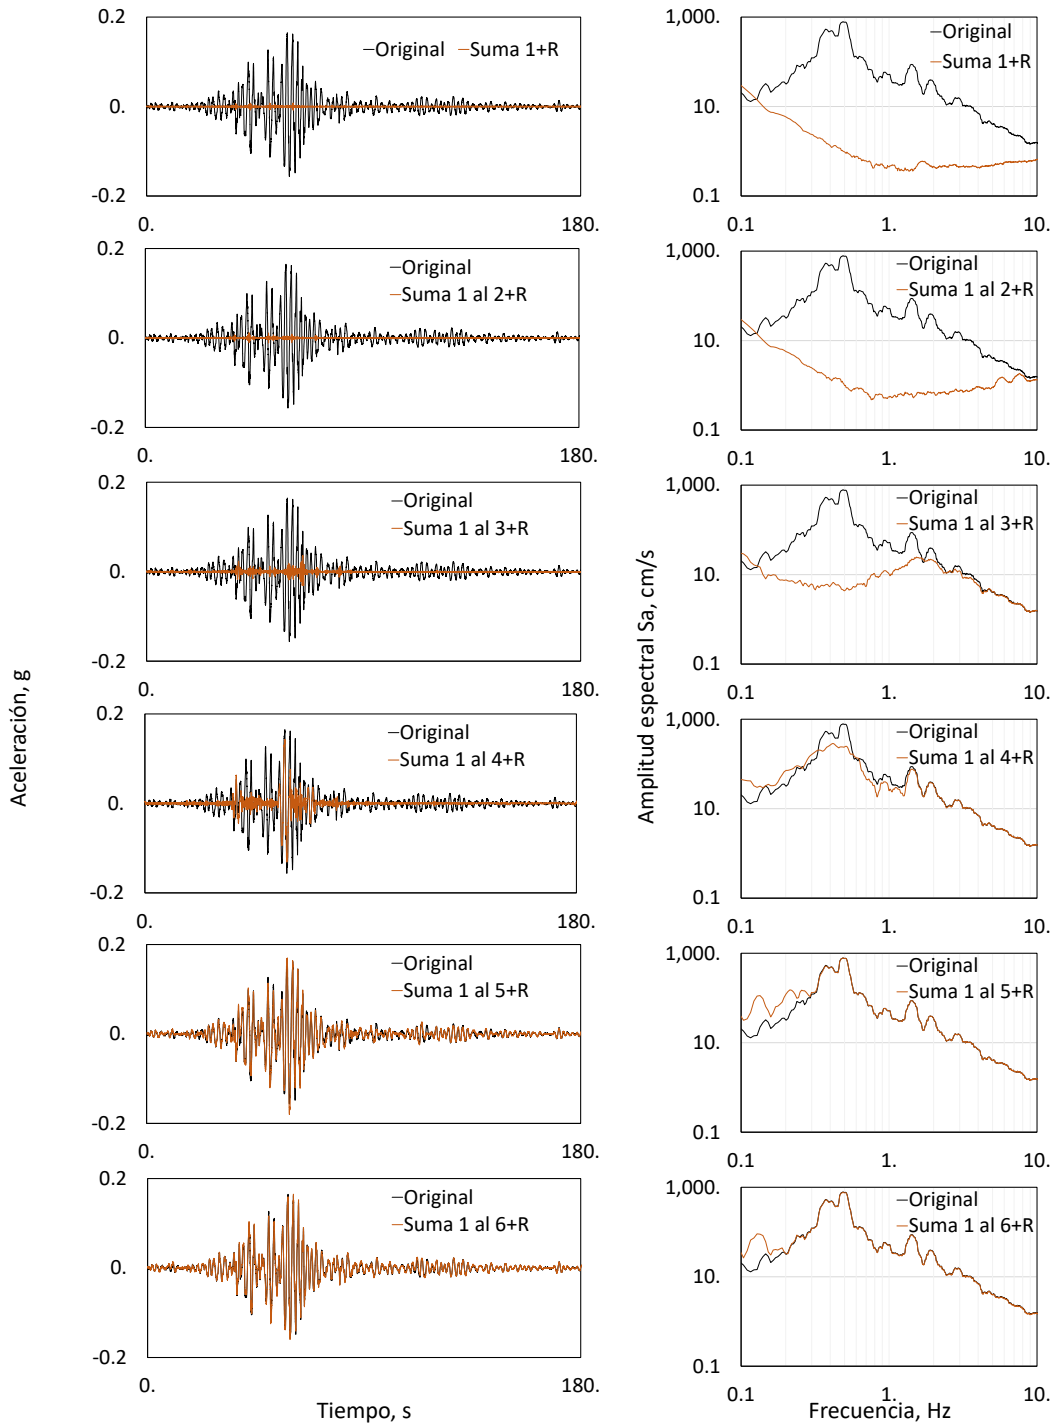 0.2
Original Suma 1+R
0.
-0.2
0. 180.
1,000.
Original
Suma 1+R
10.
0.1
0.1 1. 10.
0.2
Original
Suma 1 al 2+R
0.
-0.2
0. 180.
1,000.
Original
Suma 1 al 2+R
10.
0.1
0.1 1. 10.
0.2
Original
Suma 1 al 3+R
0.
-0.2
0. 180.
1,000.
Original
Suma 1 al 3+R
10.
0.1
0.1 1. 10.
Aceleración, g
Amplitud espectral Sa, cm/s
0.2
Original
Suma 1 al 4+R
0.
-0.2
0. 180.
1,000.
Original
Suma 1 al 4+R
10.
0.1
0.1 1. 10.
0.2
Original
Suma 1 al 5+R
0.
-0.2
0. 180.
1,000.
Original
Suma 1 al 5+R
10.
0.1
0.1 1. 10.
0.2
Original
Suma 1 al 6+R
0.
-0.2
0. 180.
Tiempo, s
1,000.
Original
Suma 1 al 6+R
10.
0.1
0.1 1. 10.
Frecuencia, Hz